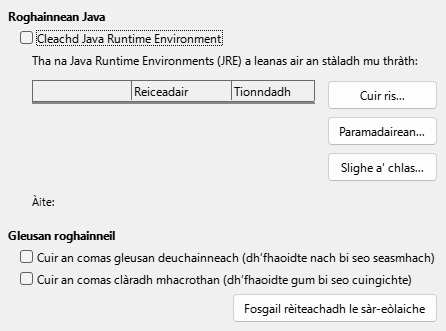 Roghainnean Java
Cleachd Java Runtime Environment
Tha na Java Runtime Environments (JRE) a leanas air an stàladh mu thràth:
Reiceadair Tionndadh
Cuir ris...
Paramadairean...
Slighe a' chlas...
Àite:
Gleusan roghainneil
Cuir an comas gleusan deuchainneach (dh’fhaoidte nach bi seo seasmhach)
Cuir an comas clàradh mhacrothan (dh’fhaoidte gum bi seo cuingichte)
Fosgail rèiteachadh le sàr-eòlaiche